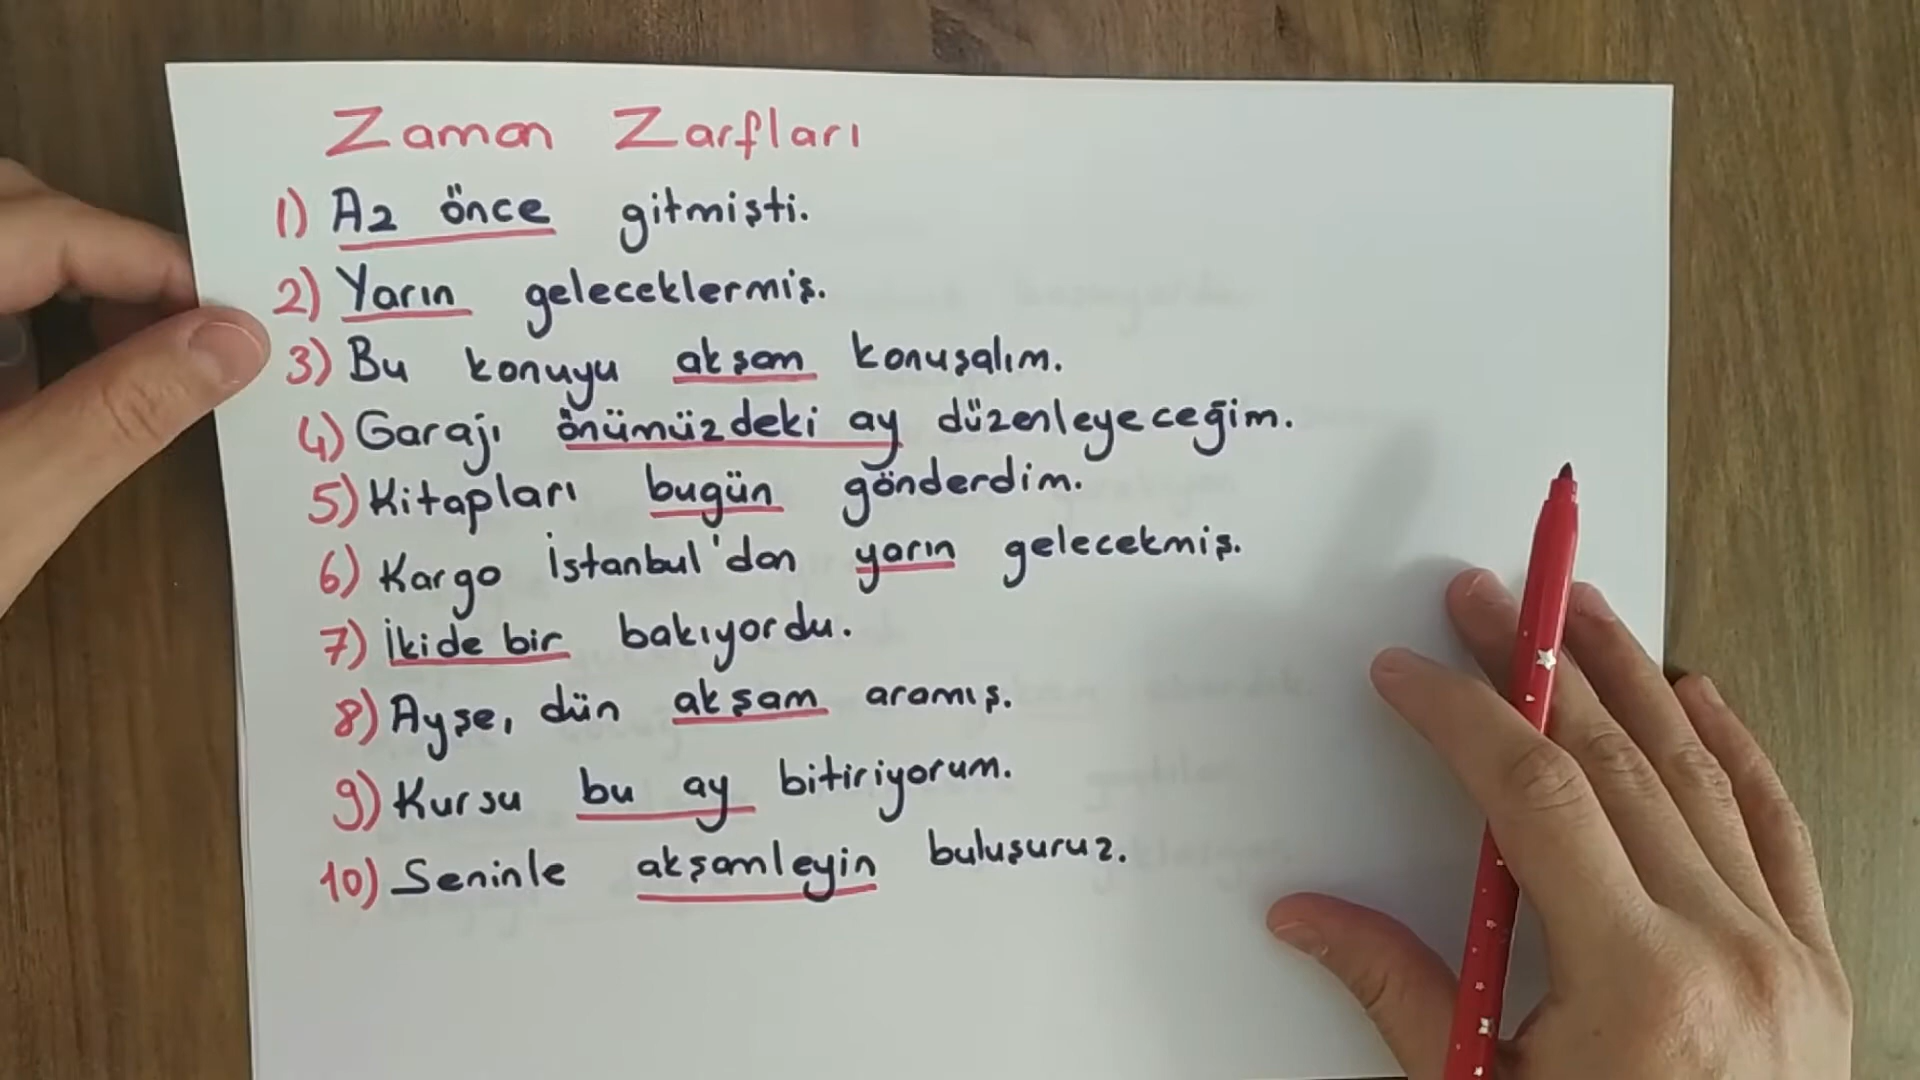 Zaman Zarfları
1) Az önce gitmişti.
2) Yarın geleceklermiş.
3) Bu konuyu akşam konuşalım.
4) Garajı önümüzdeki ay düzenleyeceğim.
5) Kitapları bugün gönderdim.
6) Kargo İstanbul'dan yarın gelecekmiş.
7) İkide bir bakıyordu.
8) Ayşe, dün akşam aramış.
9) Kursu bu ay bitiriyorum.
10) Seninle akşamleyin buluşuruz.